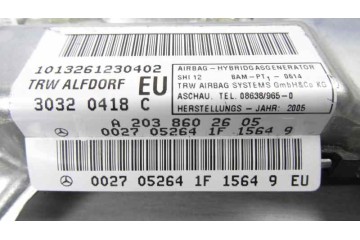 1013261230402
TRW ALFDORF EU
3032 0418 C
AIRBAG - HYBRIDGASGENERATOR
SHI 12 BAM-PT1 - 0514
TRW AIRBAG SYSTEMS GmbH&Co KG
ASCHAU, TEL. 08638/965-0
HERSTELLUNGS - JAHR: 2005
A 203 860 26 05
0027 05264 1F 1564 9
0027 05264 1F 1564 9 EU